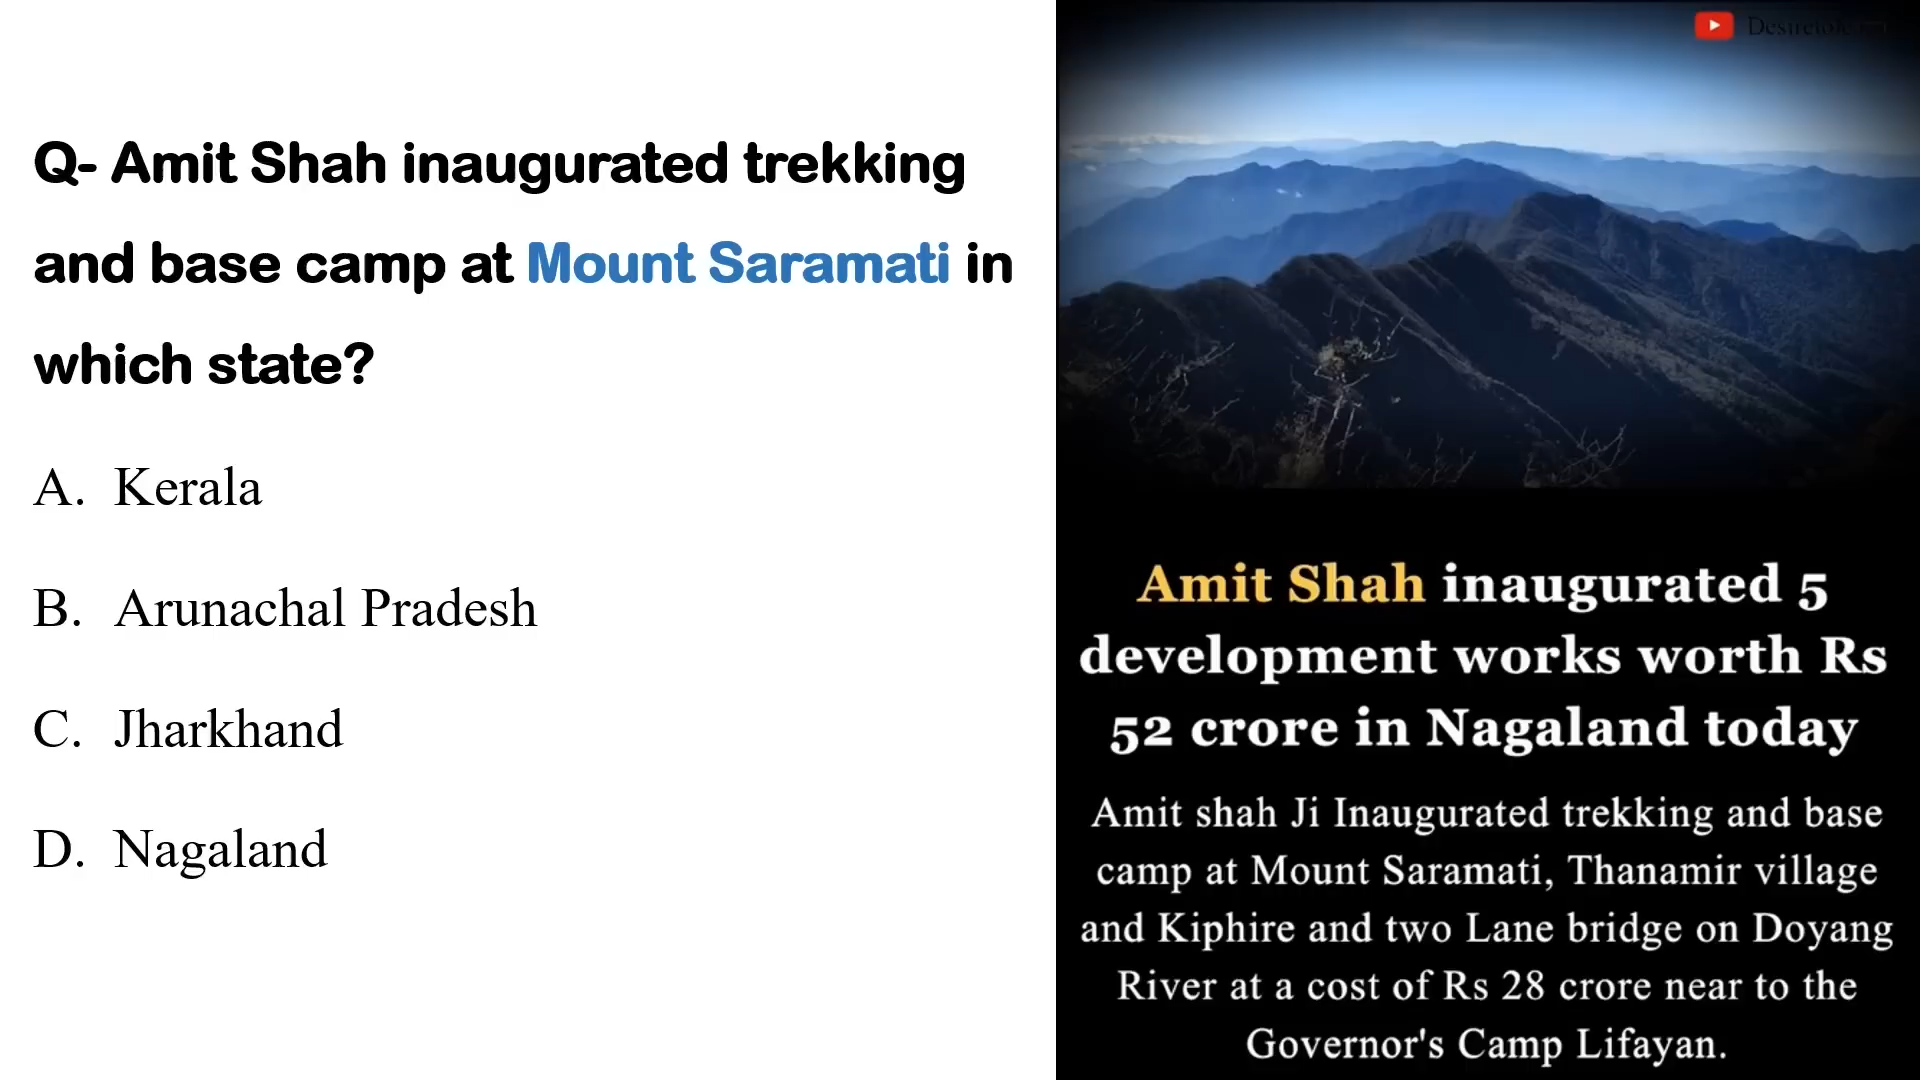 Q- Amit Shah inaugurated trekking
and base camp at Mount Saramati in
which state?
A. Kerala
B. Arunachal Pradesh
C. Jharkhand
D. Nagaland
Amit Shah inaugurated 5
development works worth Rs
52 crore in Nagaland today
Amit shah Ji Inaugurated trekking and base
camp at Mount Saramati, Thanamir village
and Kiphire and two Lane bridge on Doyang
River at a cost of Rs 28 crore near to the
Governor's Camp Lifayan.